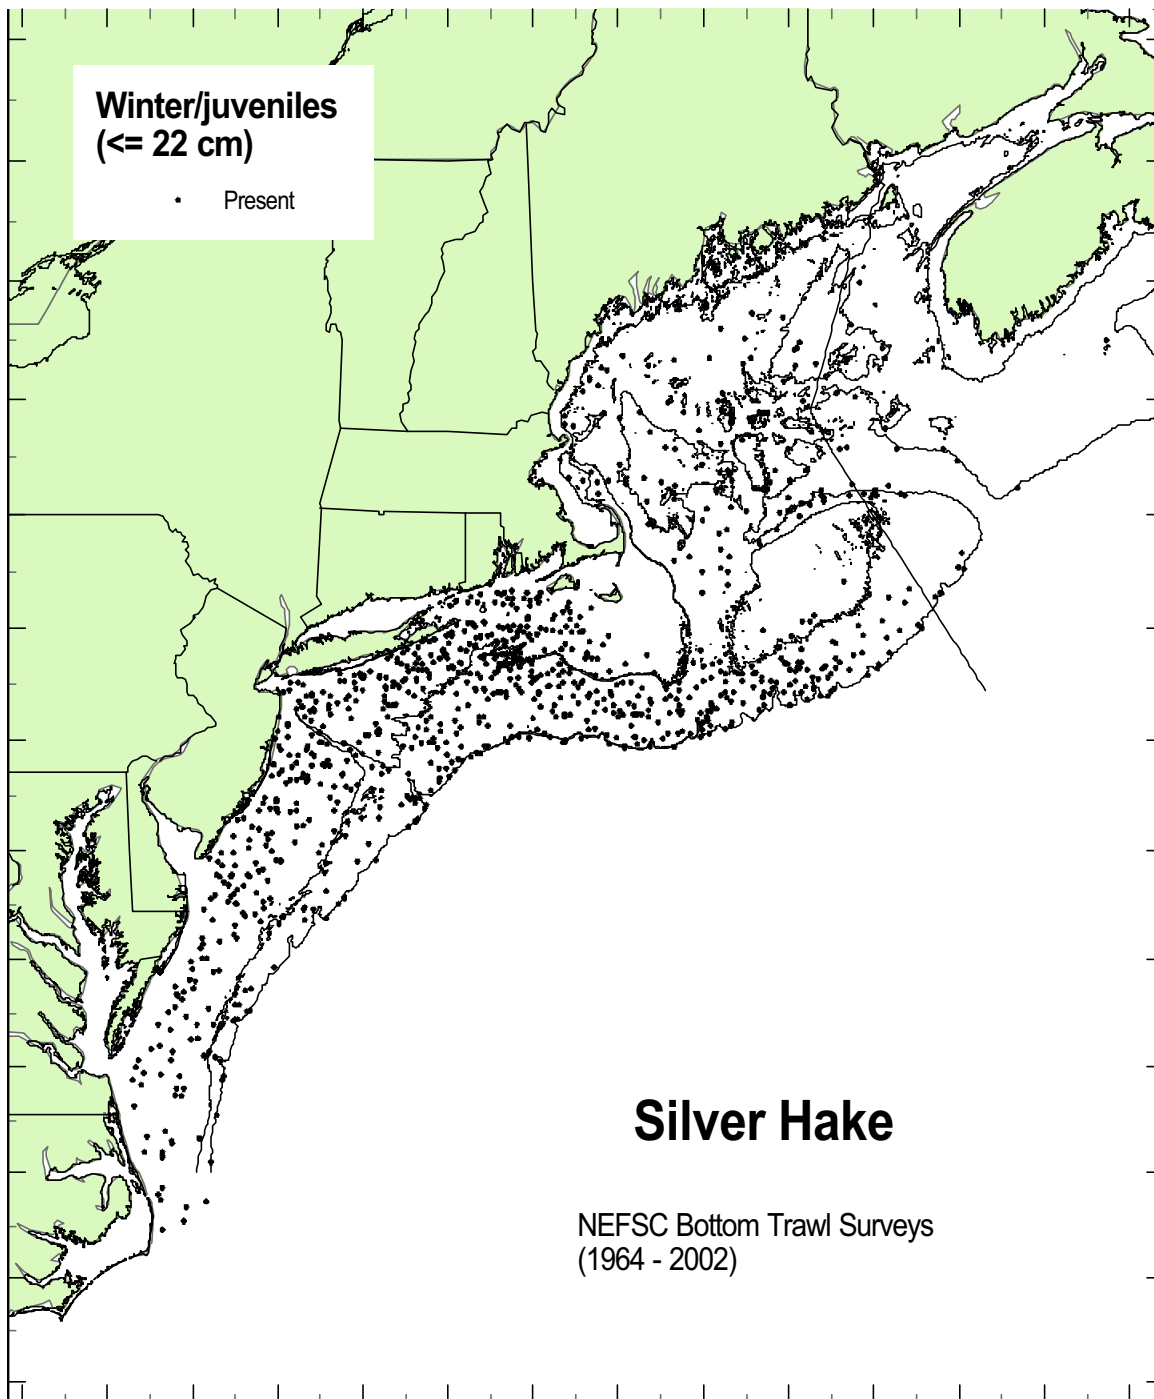 Winter/juveniles
(<= 22 cm)
Present
Silver Hake
NEFSC Bottom Trawl Surveys
(1964 - 2002)